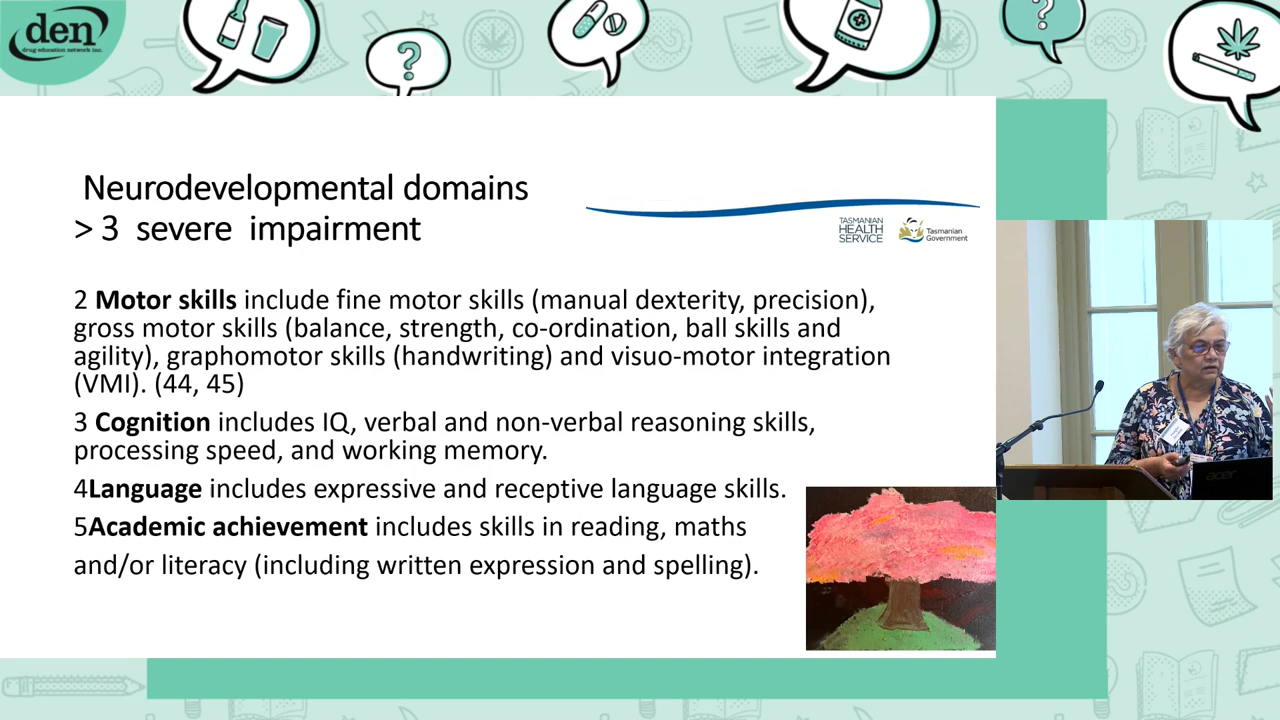 den
drug education network inc.
?
?
Neurodevelopmental domains
> 3 severe impairment
TASMANIAN
HEALTH
SERVICE
Tasmanian
Government
2 Motor skills include fine motor skills (manual dexterity, precision),
gross motor skills (balance, strength, co-ordination, ball skills and
agility), graphomotor skills (handwriting) and visuo-motor integration
(VMI). (44, 45)
3 Cognition includes IQ, verbal and non-verbal reasoning skills,
processing speed, and working memory.
4Language includes expressive and receptive language skills.
5Academic achievement includes skills in reading, maths
and/or literacy (including written expression and spelling).
acer